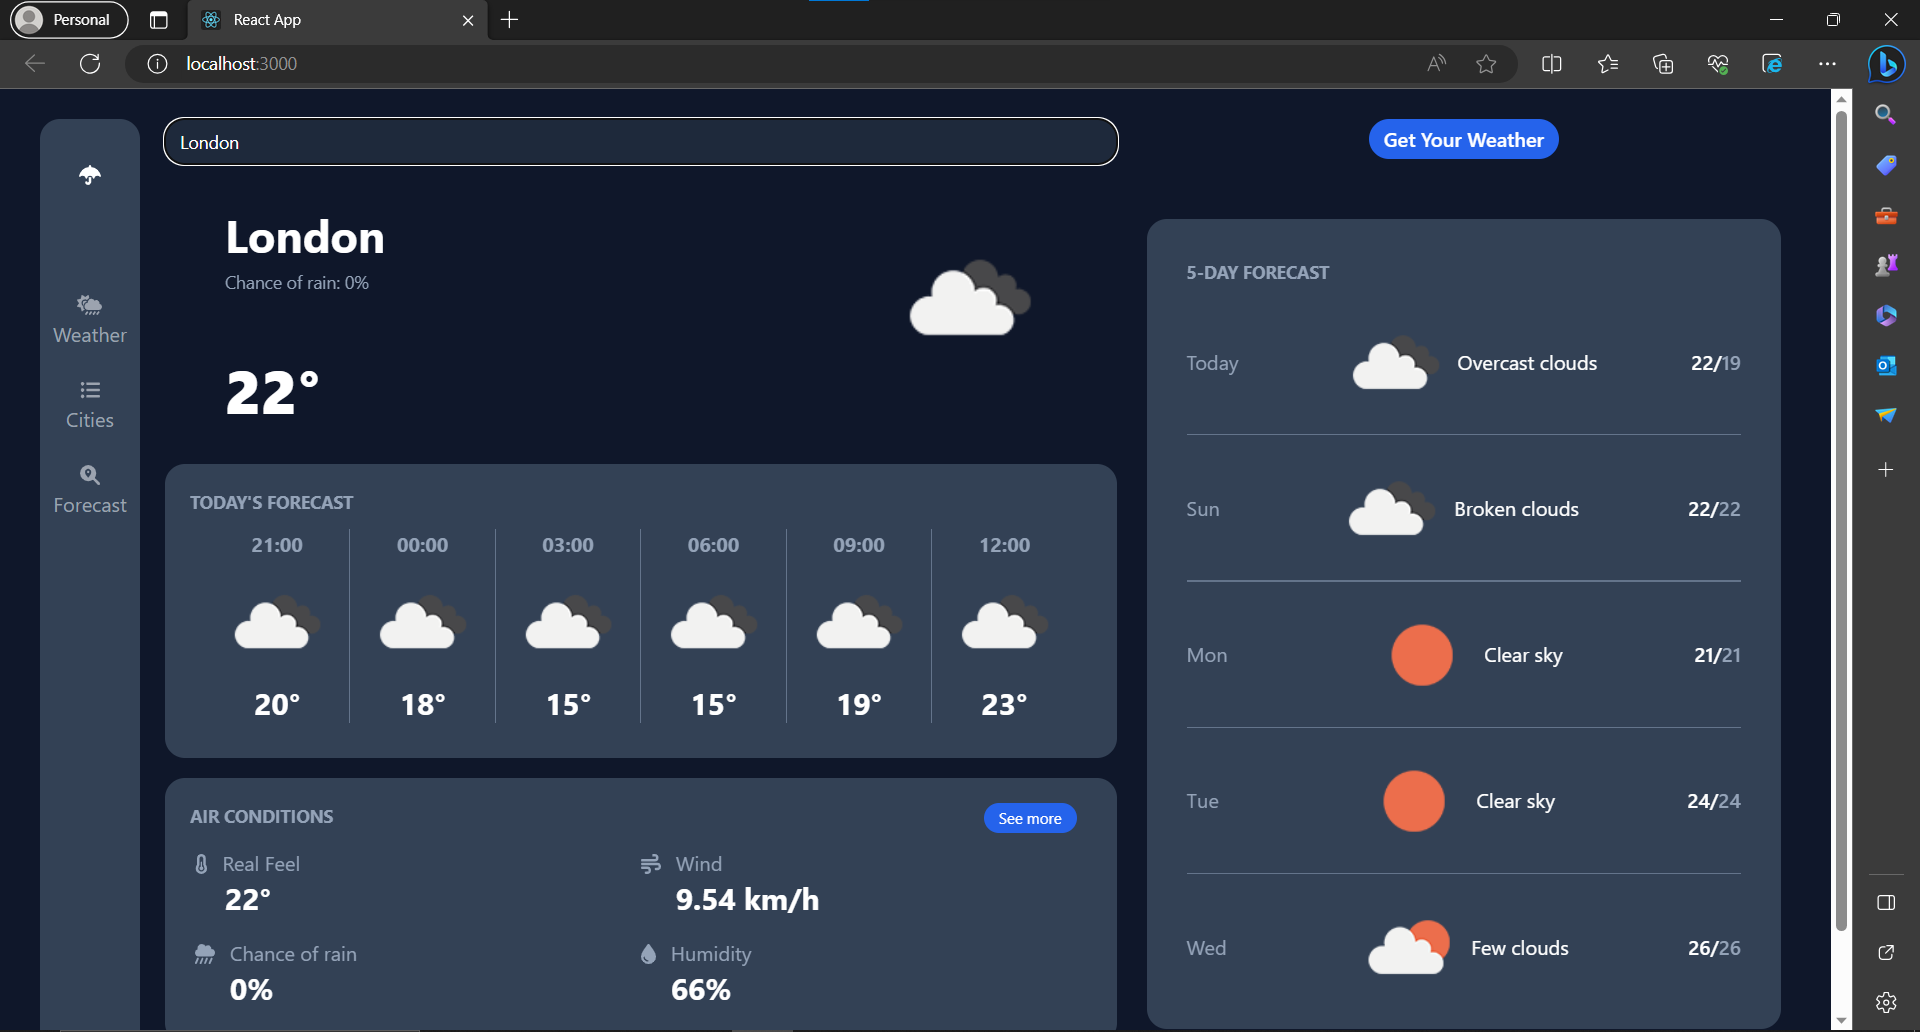 Personal
React App
localhost:3000
London
Get Your Weather
London
Chance of rain: 0%
22°
Weather
Cities
Forecast
TODAY'S FORECAST
21:00 00:00 03:00 06:00 09:00 12:00
20° 18° 15° 15° 19° 23°
AIR CONDITIONS
See more
Real Feel
22°
Wind
9.54 km/h
Chance of rain
0%
Humidity
66%
5-DAY FORECAST
Today Overcast clouds 22/19
Sun Broken clouds 22/22
Mon Clear sky 21/21
Tue Clear sky 24/24
Wed Few clouds 26/26